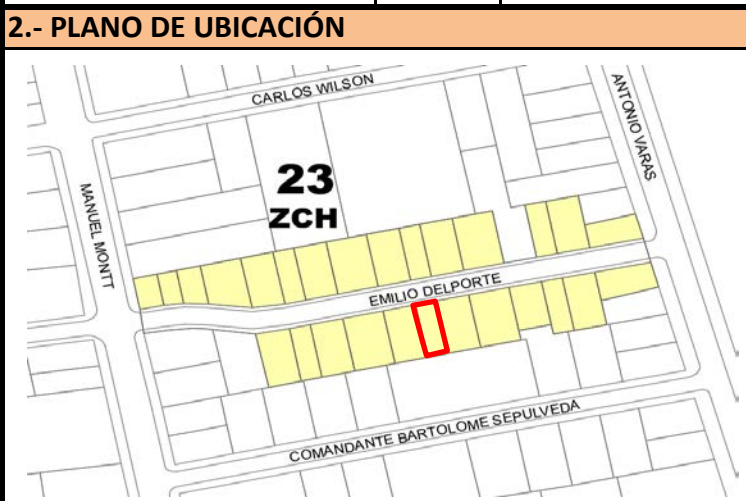 2.- PLANO DE UBICACIÓN
CARLOS WILSON
ANTONIO VARAS
23
ZCH
MANUEL MONTT
EMILIO DELPORTE
COMANDANTE BARTOLOME SEPULVEDA